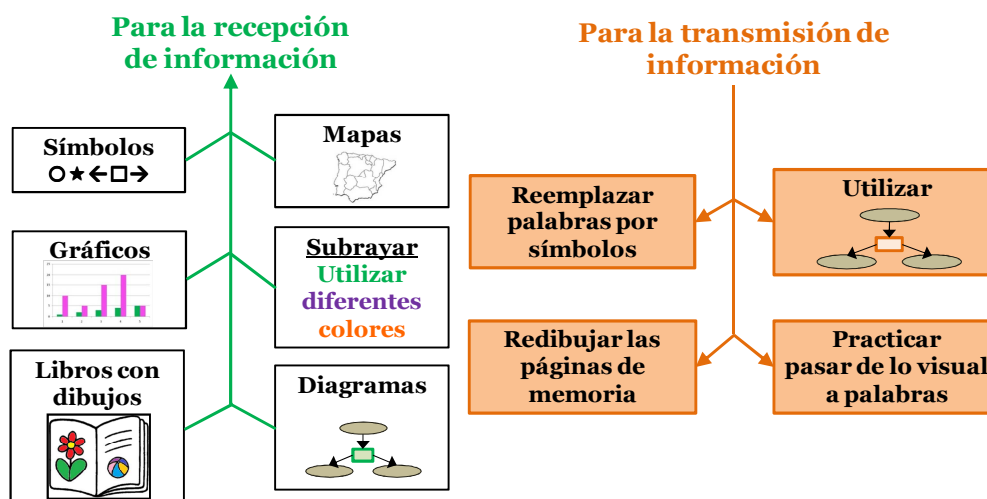 Para la recepción
de información
Símbolos
Mapas
Gráficos
Subrayar
Utilizar
diferentes
colores
Libros con
dibujos
Diagramas
Para la transmisión de
información
Reemplazar
palabras por
símbolos
Utilizar
Redibujar las
páginas de
memoria
Practicar
pasar de lo visual
a palabras